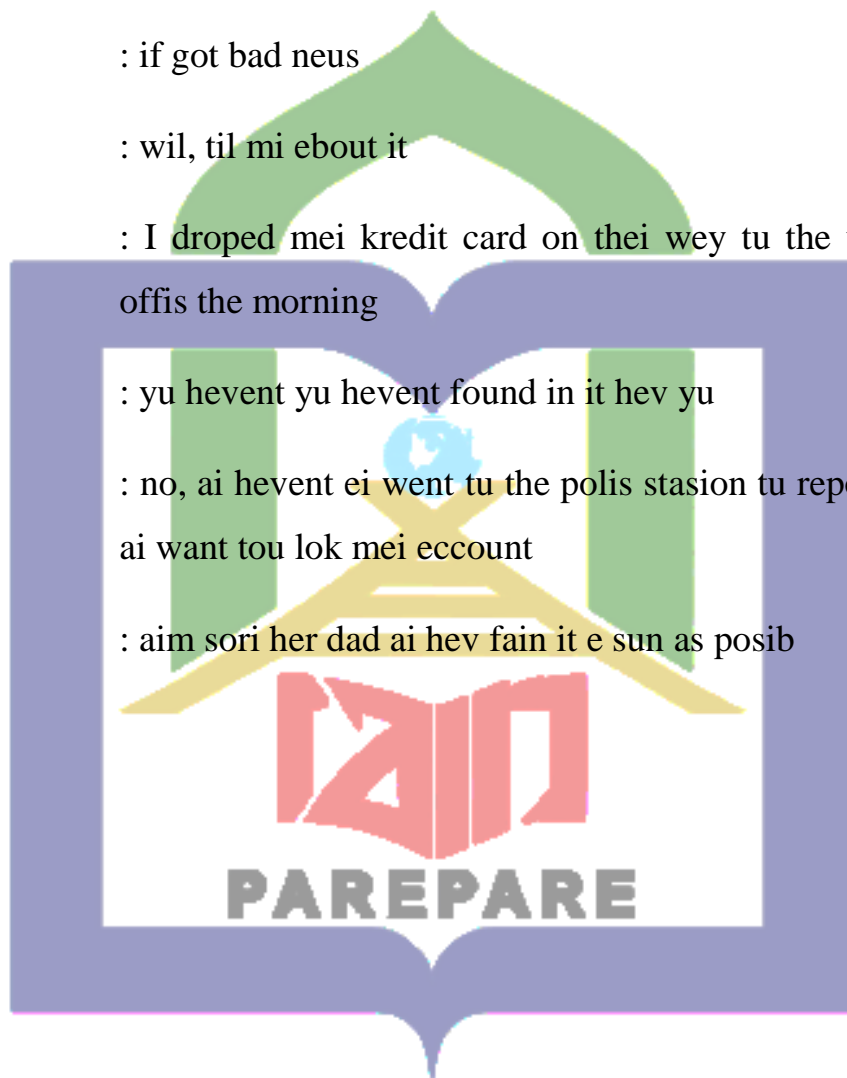 : if got bad neus
: wil, til mi ebout it
: I droped mei kredit card on thei wey tu the
offis the morning
: yu hevent yu hevent found in it hev yu
: no, ai hevent ei went tu the polis stasion tu
ai want tou lok mei eccount
: aim sori her dad ai hev fain it e sun as posib
PAREPARE